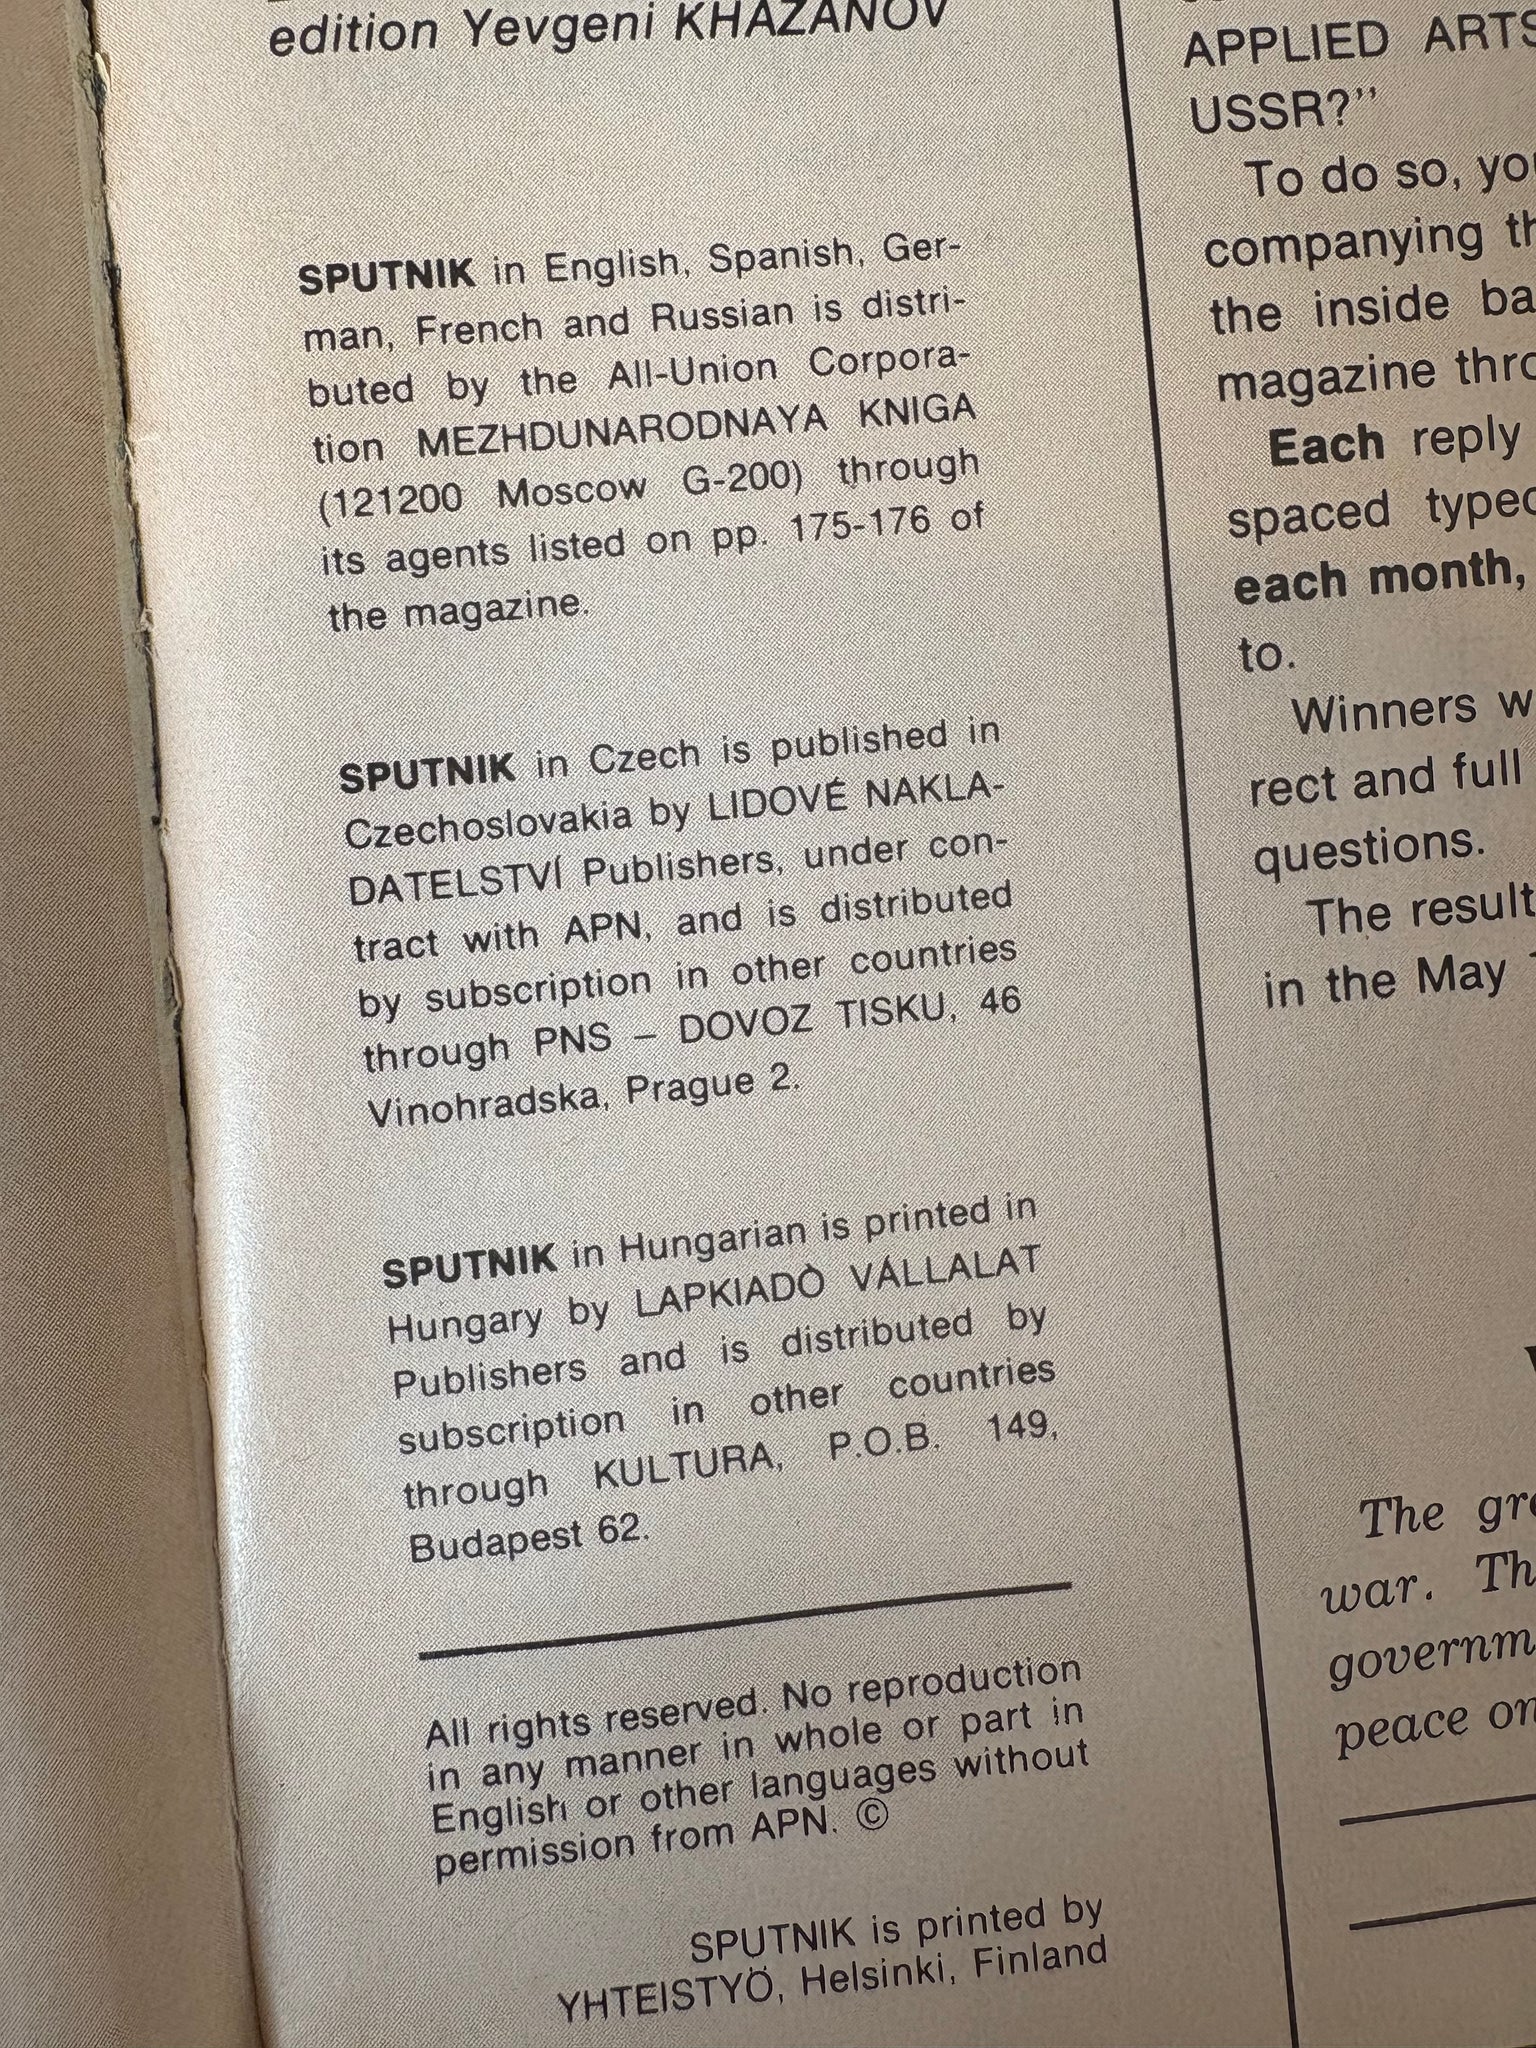 edition Yevgeni KHAZANOV
SPUTNIK in English, Spanish, Ger-
man, French and Russian is distri-
buted by the All-Union Corpora-
tion MEZHDUNARODNAYA KNIGA
(121200 Moscow G-200) through
its agents listed on pp. 175-176 of
the magazine.
SPUTNIK in Czech is published in
Czechoslovakia by LIDOVÉ NAKLA-
DATELSTVÍ Publishers, under con-
tract with APN, and is distributed
by subscription in other countries
through PNS – DOVOZ TISKU, 46
Vinohradska, Prague 2.
SPUTNIK in Hungarian is printed in
Hungary by LAPKIADÒ VÁLLALAT
Publishers and is distributed by
subscription in other countries
through KULTURA, P.O.B. 149,
Budapest 62.
All rights reserved. No reproduction
in any manner in whole or part in
English or other languages without
permission from APN. ©
SPUTNIK is printed by
YHTEISTYÖ, Helsinki, Finland
APPLIED ARTS
USSR?"
To do so, you
companying
the inside
magazine
Each reply
spaced
each month,
to.
Winners
rect and full
questions.
The result
in the May
The
war.
peace on